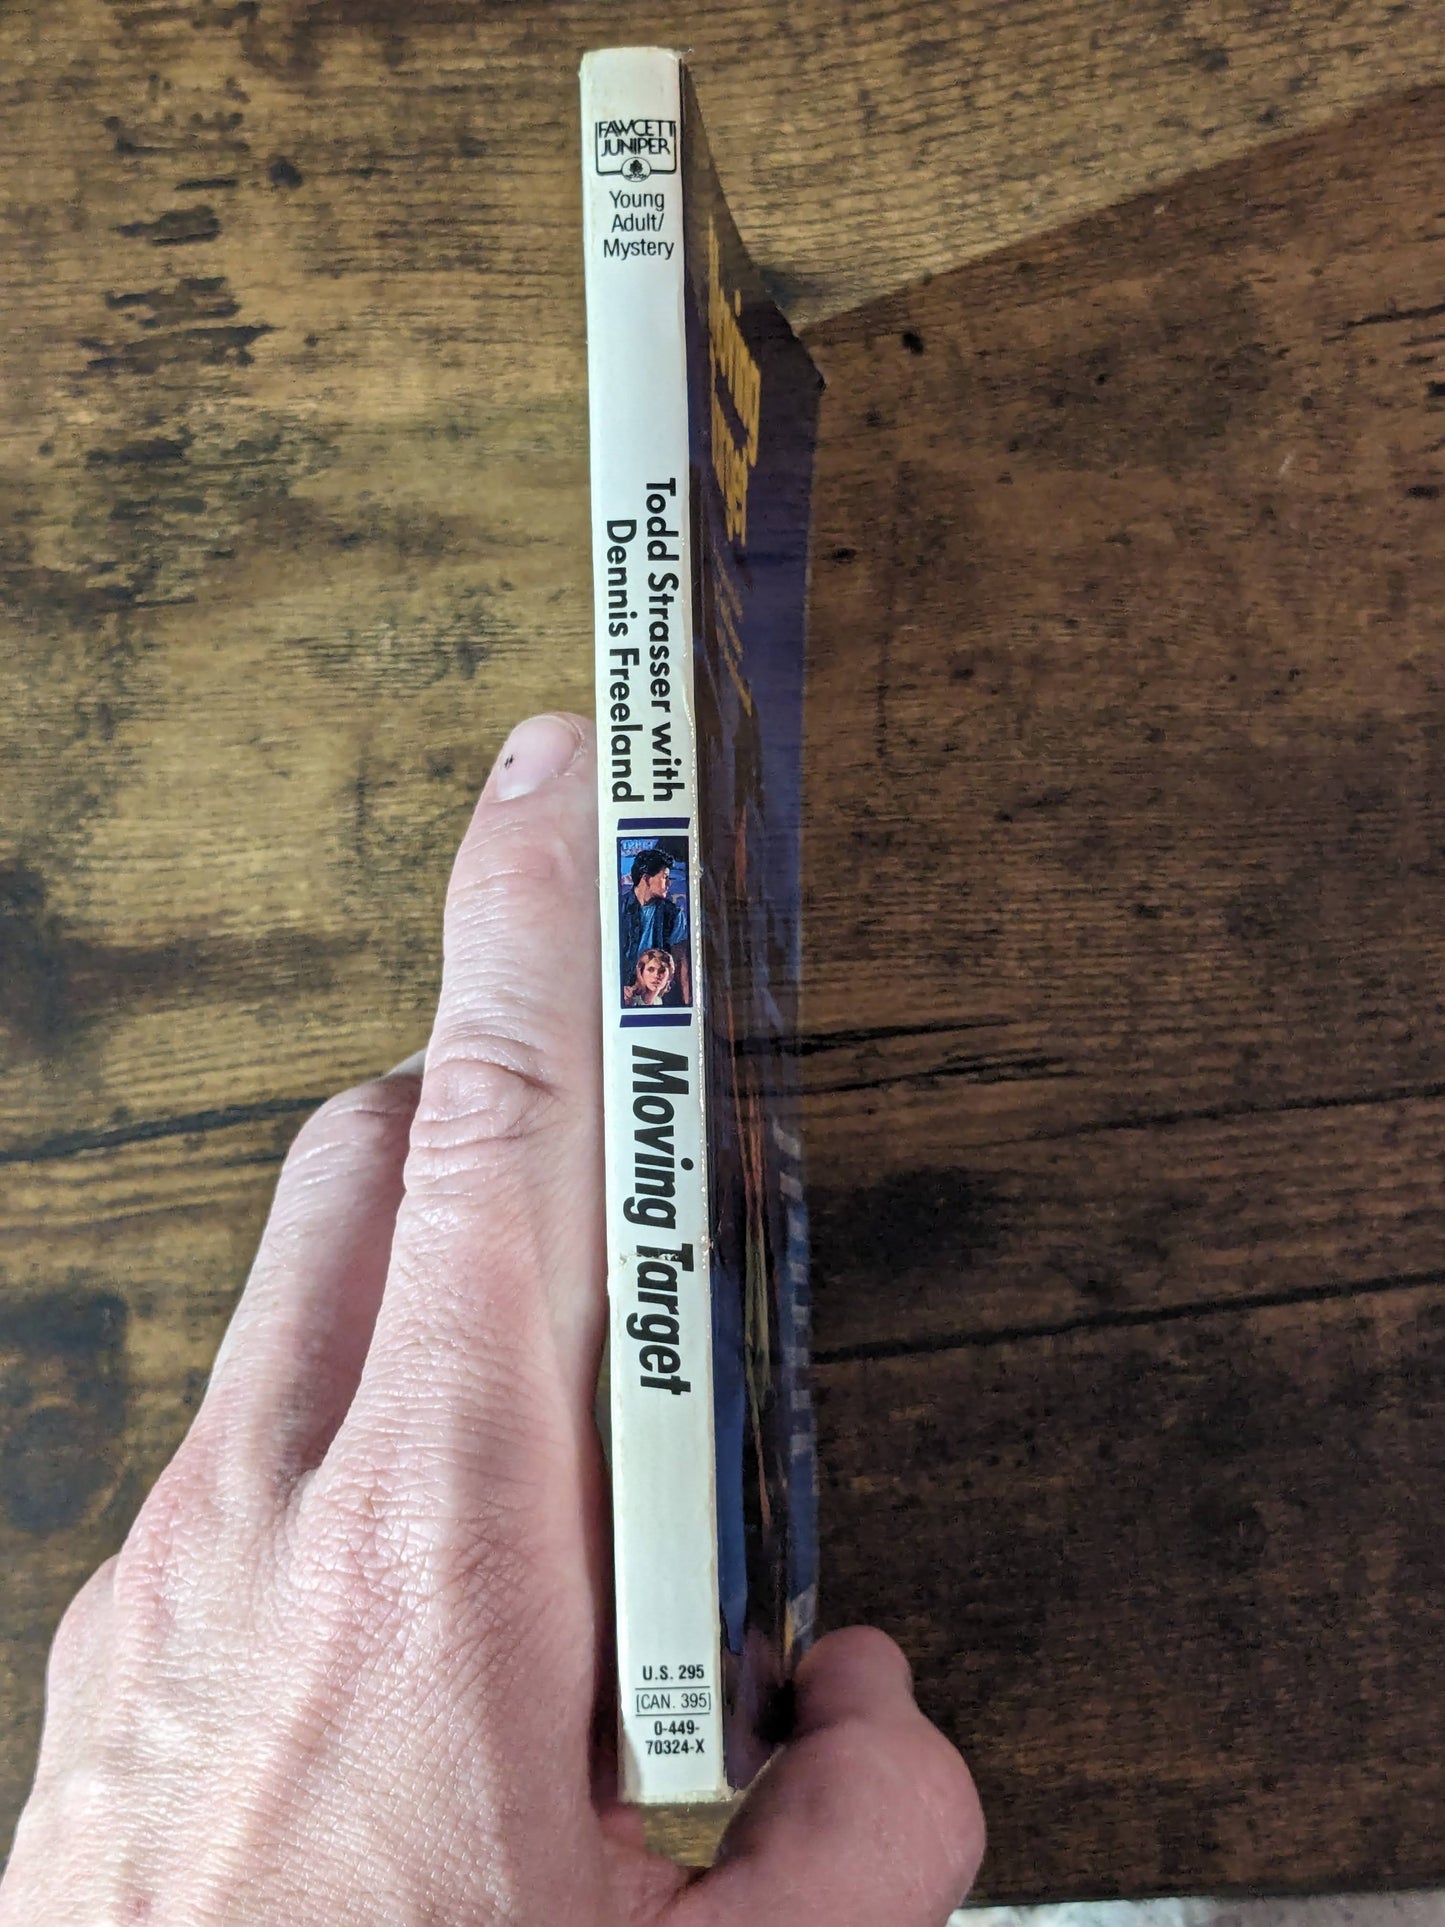 FAWCETT
JUNIPER
Young
Adult/
Mystery
Todd Strasser with
Dennis Freeland
Moving Target
U.S. 295
[CAN. 395]
0-449-
70324-X